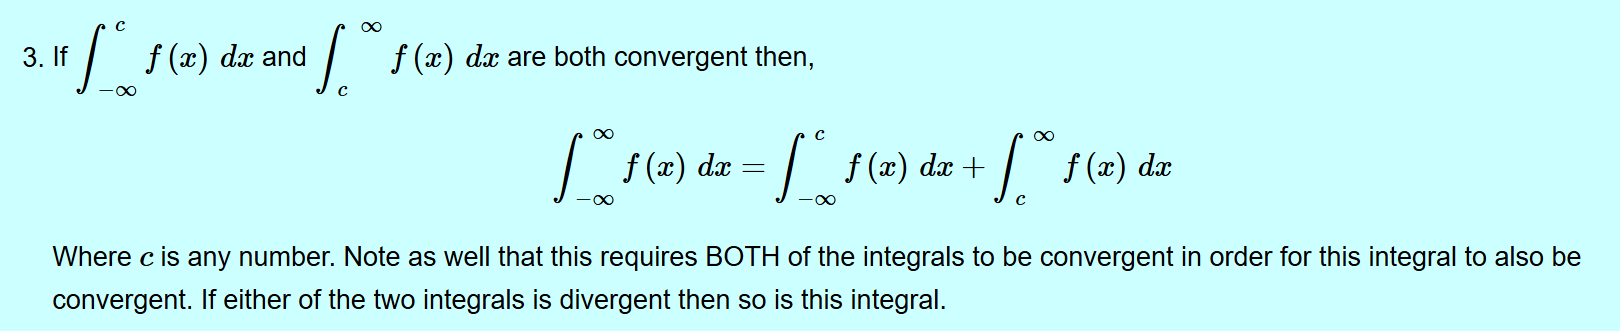 3. If ∫_{−∞}^{c} f (x) dx and ∫_{c}^{∞} f (x) dx are both convergent then,
∫_{−∞}^{∞} f (x) dx = ∫_{−∞}^{c} f (x) dx + ∫_{c}^{∞} f (x) dx
Where c is any number. Note as well that this requires BOTH of the integrals to be convergent in order for this integral to also be
convergent. If either of the two integrals is divergent then so is this integral.